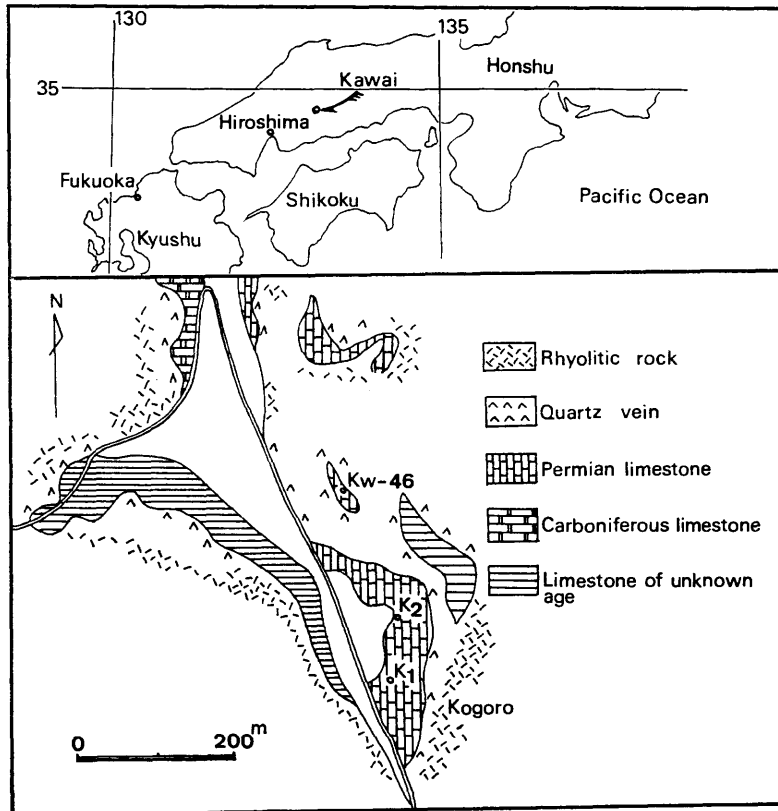 130
135
35
Honshu
Kawai
Hiroshima
Fukuoka
Shikoku
Pacific Ocean
Kyushu
N
Rhyolitic rock
Quartz vein
Permian limestone
Kw-46
Carboniferous limestone
Limestone of unknown
age
K2
K1
Kogoro
0
200 m